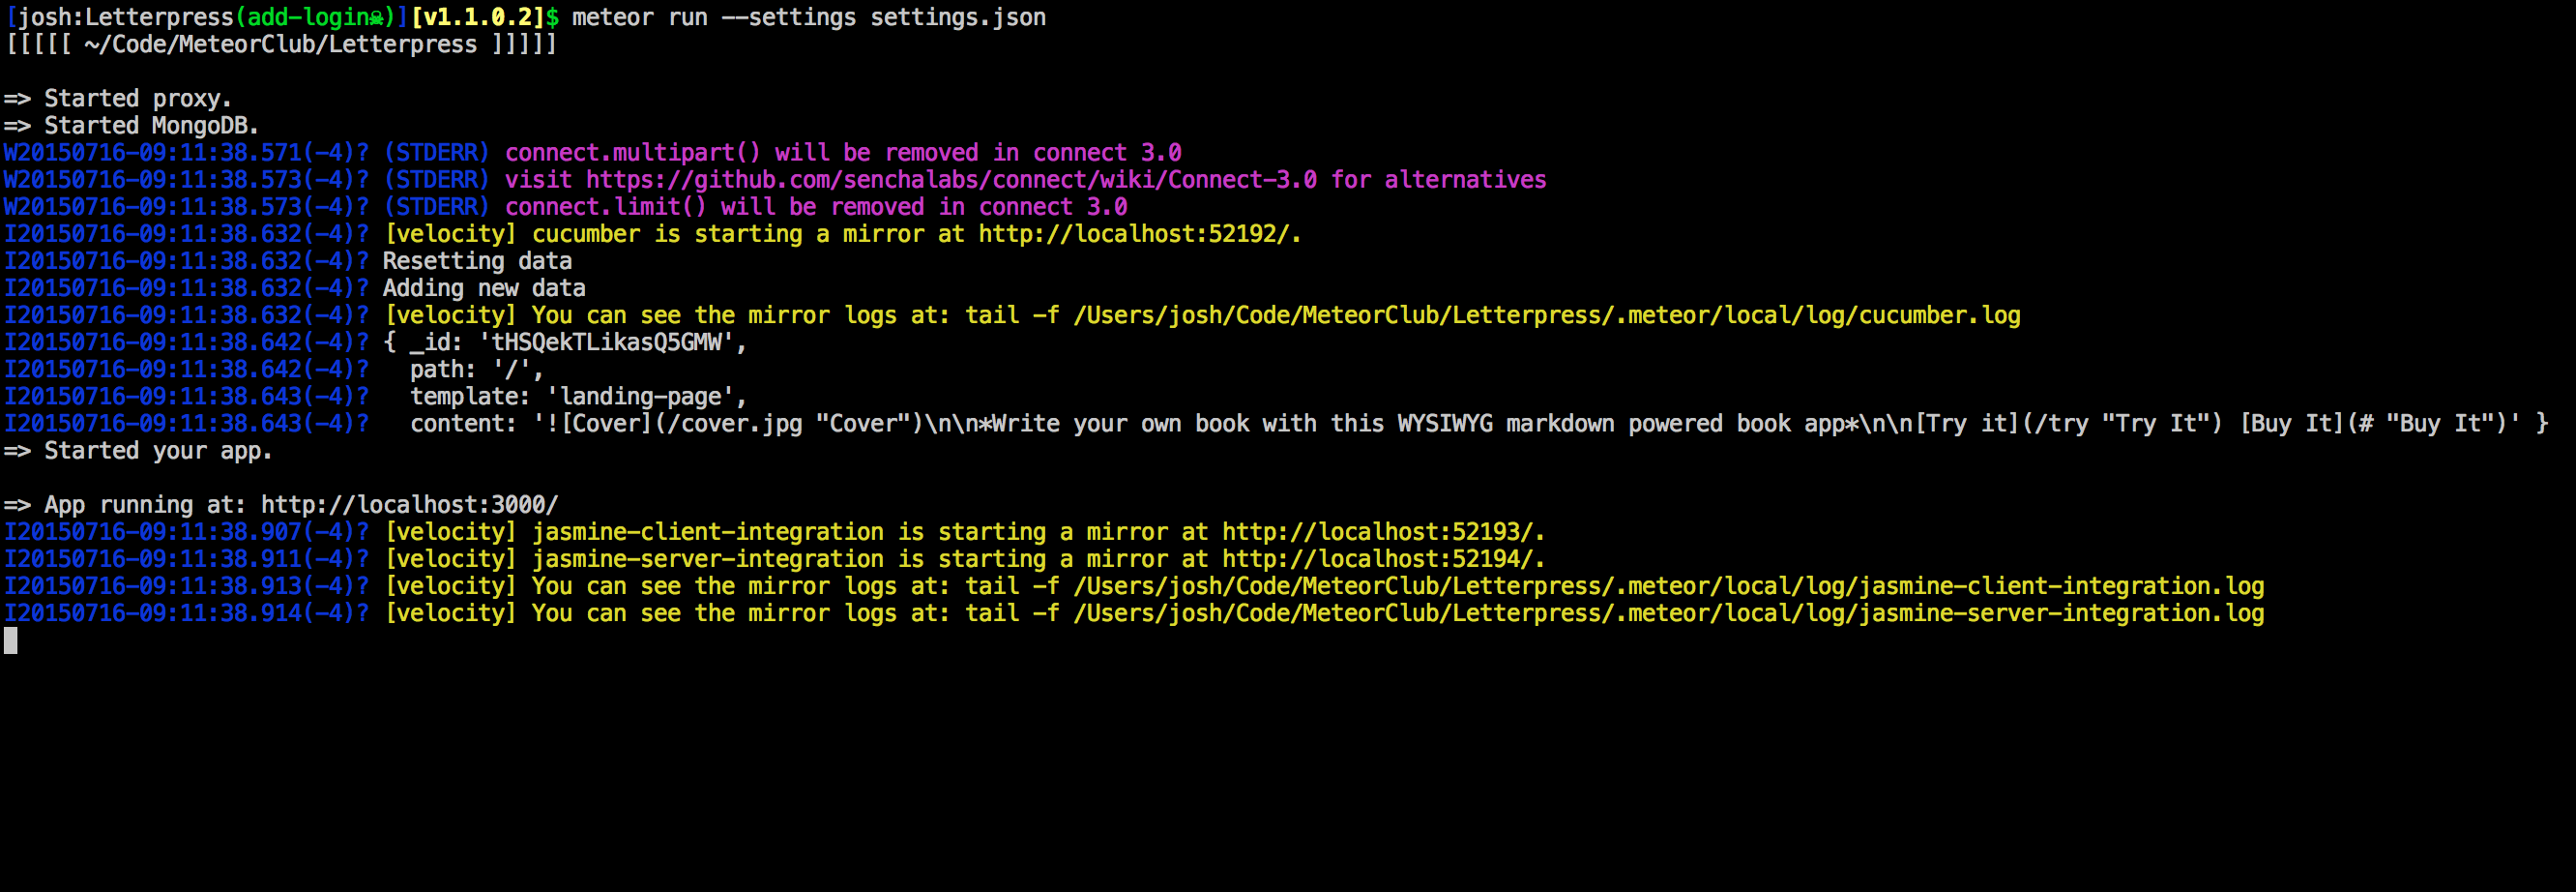 [josh:Letterpress(add-login☠)][v1.1.0.2]$ meteor run --settings settings.json
[[[[[ ~/Code/MeteorClub/Letterpress ]]]]]
=> Started proxy.
=> Started MongoDB.
W20150716-09:11:38.571(-4)? (STDERR) connect.multipart() will be removed in connect 3.0
W20150716-09:11:38.573(-4)? (STDERR) visit https://github.com/senchalabs/connect/wiki/Connect-3.0 for alternatives
W20150716-09:11:38.573(-4)? (STDERR) connect.limit() will be removed in connect 3.0
I20150716-09:11:38.632(-4)? [velocity] cucumber is starting a mirror at http://localhost:52192/.
I20150716-09:11:38.632(-4)? Resetting data
I20150716-09:11:38.632(-4)? Adding new data
I20150716-09:11:38.632(-4)? [velocity] You can see the mirror logs at: tail -f /Users/josh/Code/MeteorClub/Letterpress/.meteor/local/log/cucumber.log
I20150716-09:11:38.642(-4)? { _id: 'tHSQekTLikasQ5GMW',
I20150716-09:11:38.642(-4)?   path: '/',
I20150716-09:11:38.643(-4)?   template: 'landing-page',
I20150716-09:11:38.643(-4)?   content: '![Cover](/cover.jpg "Cover")\n\n*Write your own book with this WYSIWYG markdown powered book app*\n\n[Try it](/try "Try It") [Buy It](# "Buy It")' }
=> Started your app.
=> App running at: http://localhost:3000/
I20150716-09:11:38.907(-4)? [velocity] jasmine-client-integration is starting a mirror at http://localhost:52193/.
I20150716-09:11:38.911(-4)? [velocity] jasmine-server-integration is starting a mirror at http://localhost:52194/.
I20150716-09:11:38.913(-4)? [velocity] You can see the mirror logs at: tail -f /Users/josh/Code/MeteorClub/Letterpress/.meteor/local/log/jasmine-client-integration.log
I20150716-09:11:38.914(-4)? [velocity] You can see the mirror logs at: tail -f /Users/josh/Code/MeteorClub/Letterpress/.meteor/local/log/jasmine-server-integration.log